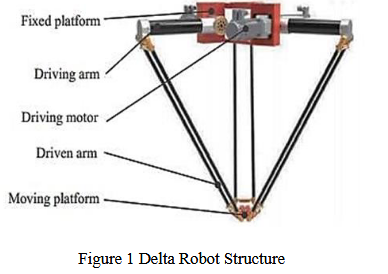 Fixed platform
Driving arm
Driving motor
Driven arm
Moving platform
Figure 1 Delta Robot Structure